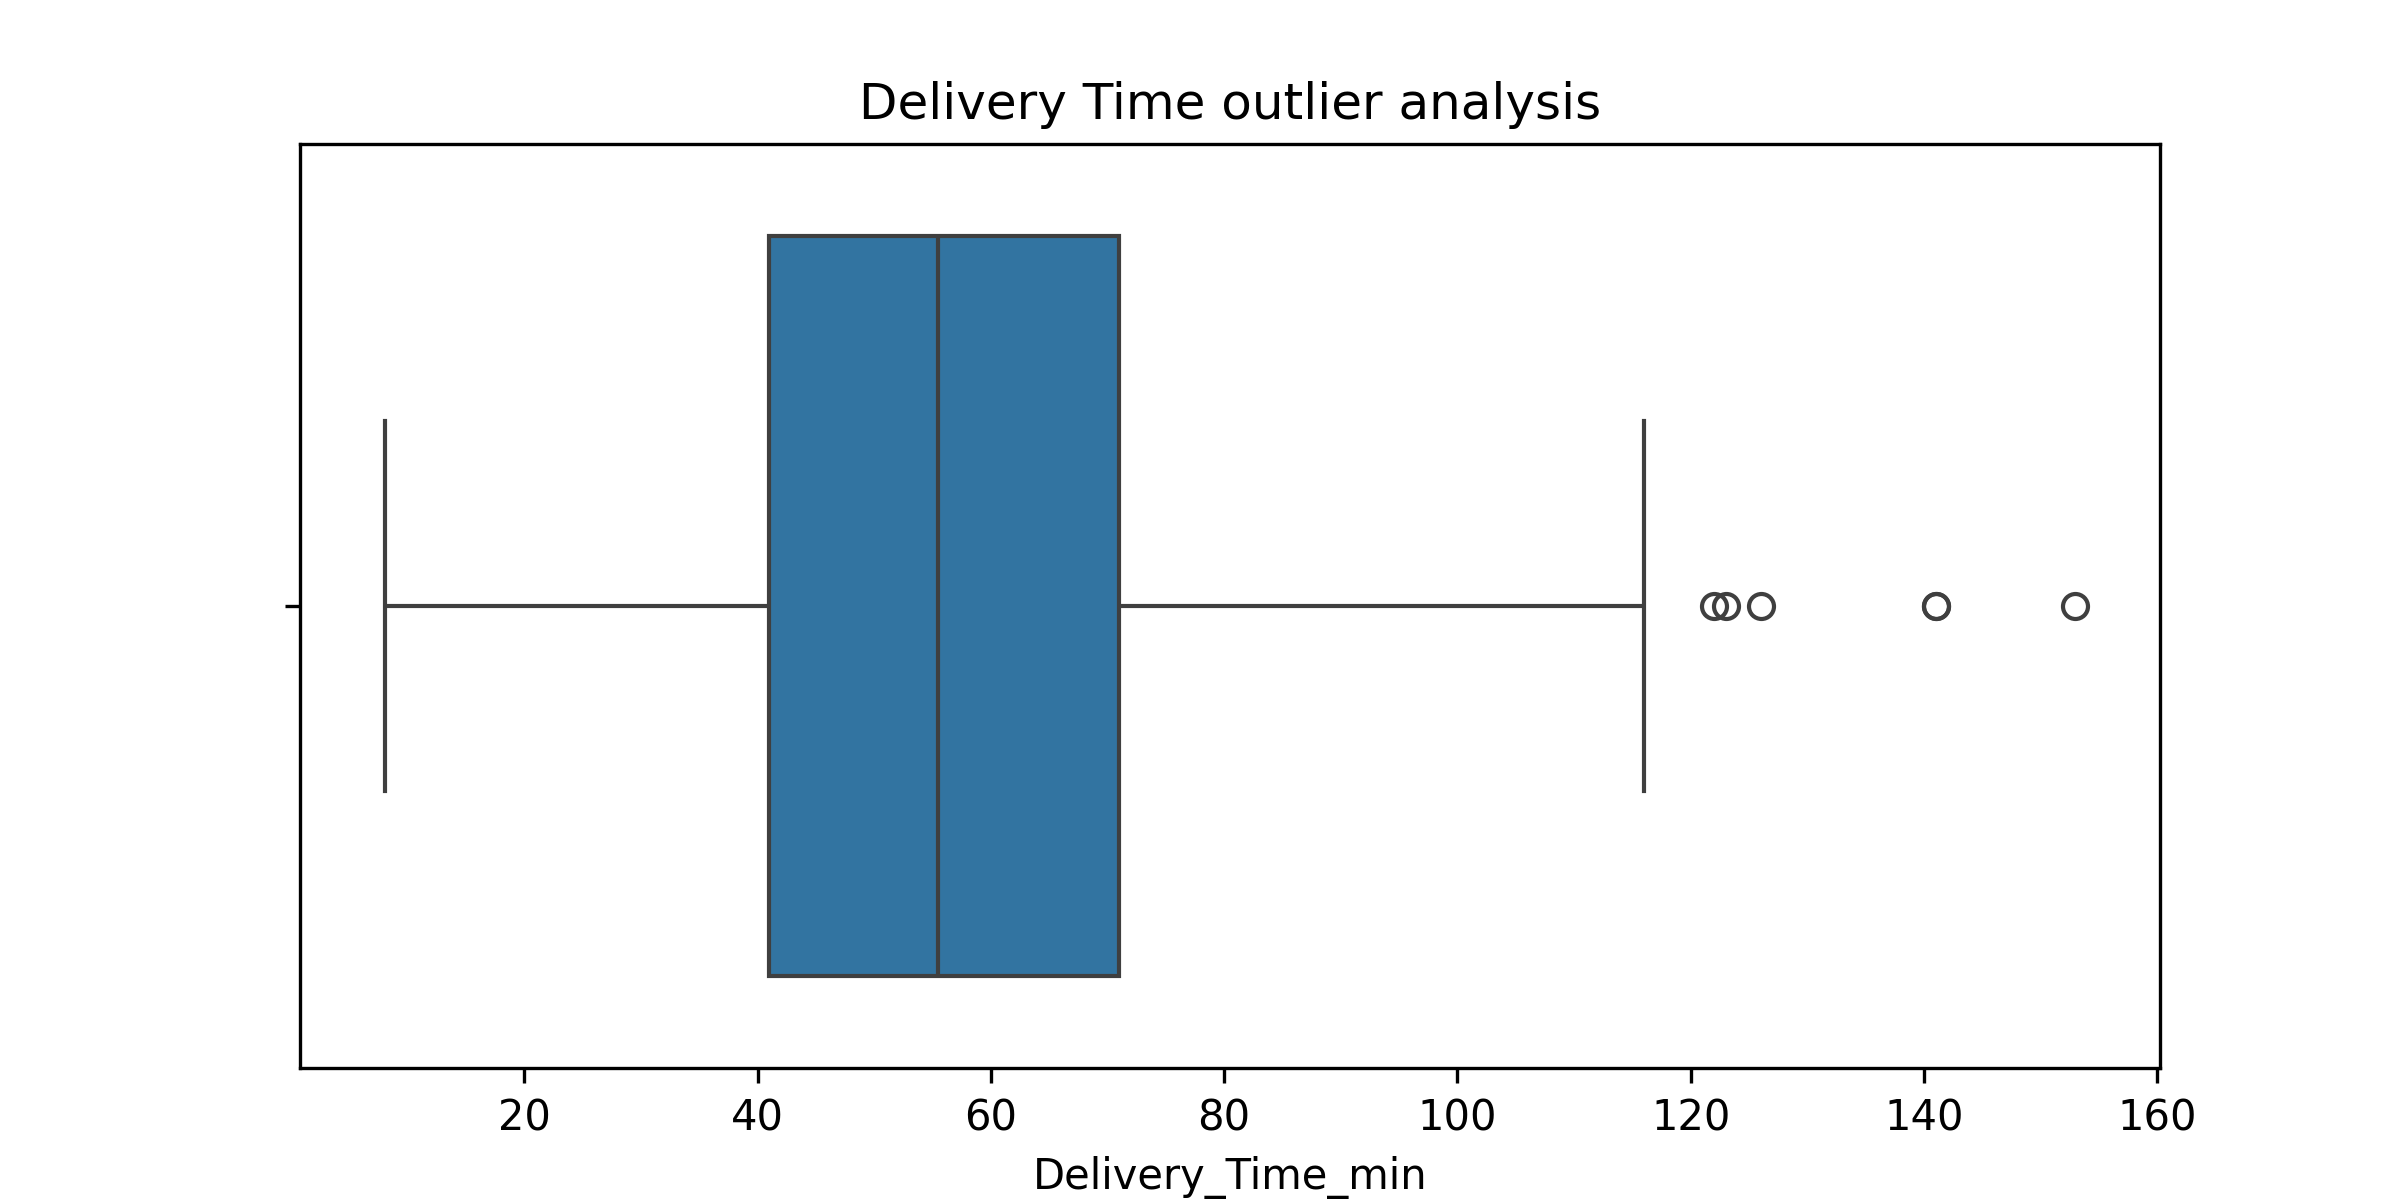 Delivery Time outlier analysis
20 40 60 80 100 120 140 160
Delivery_Time_min